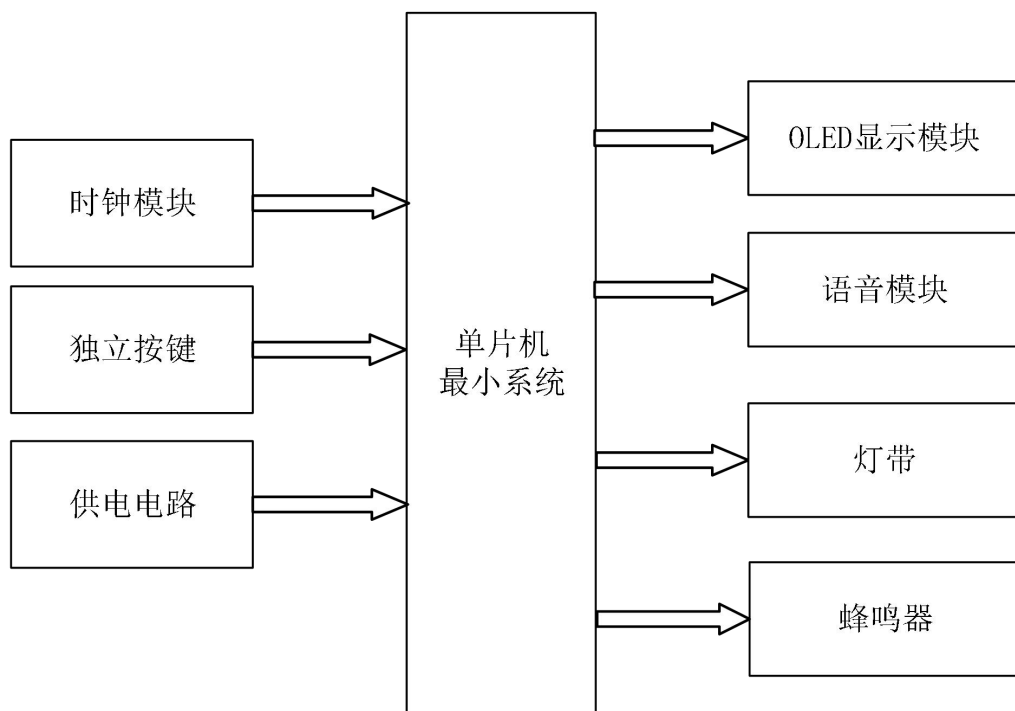 时钟模块
独立按键
供电电路
单片机
最小系统
OLED显示模块
语音模块
灯带
蜂鸣器